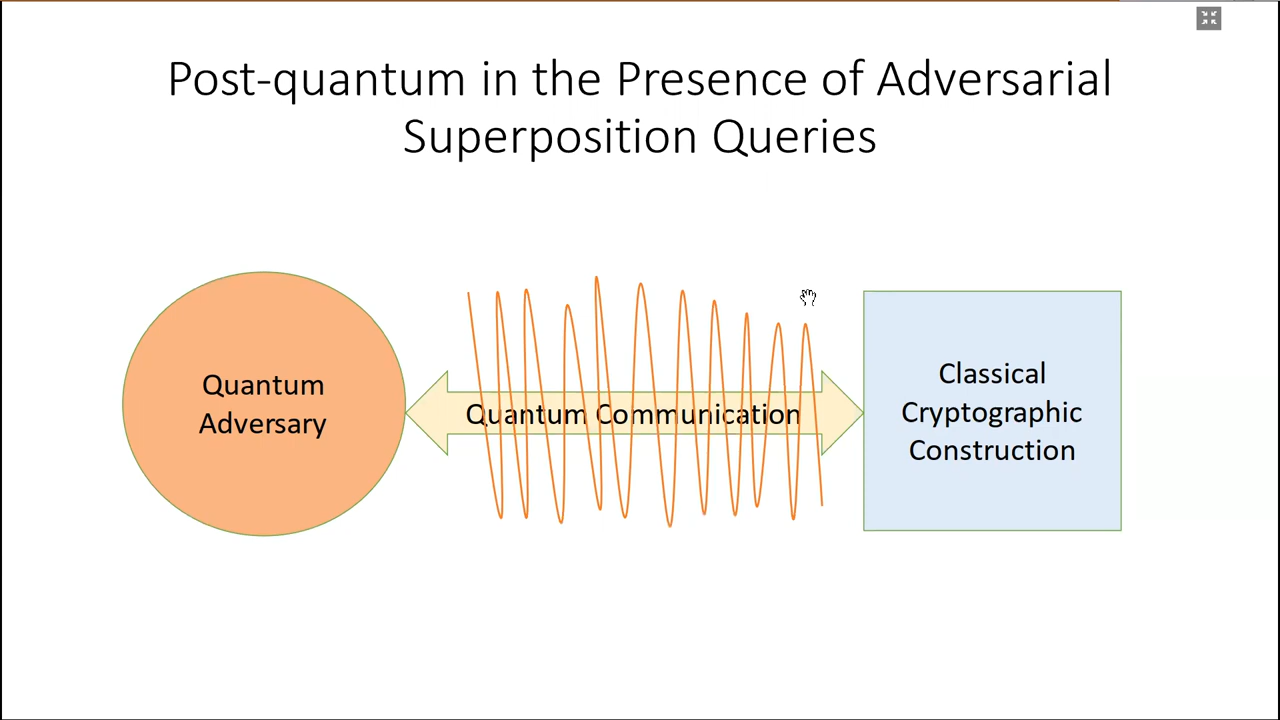 Post-quantum in the Presence of Adversarial
Superposition Queries
Quantum
Adversary
Quantum Communication
Classical
Cryptographic
Construction